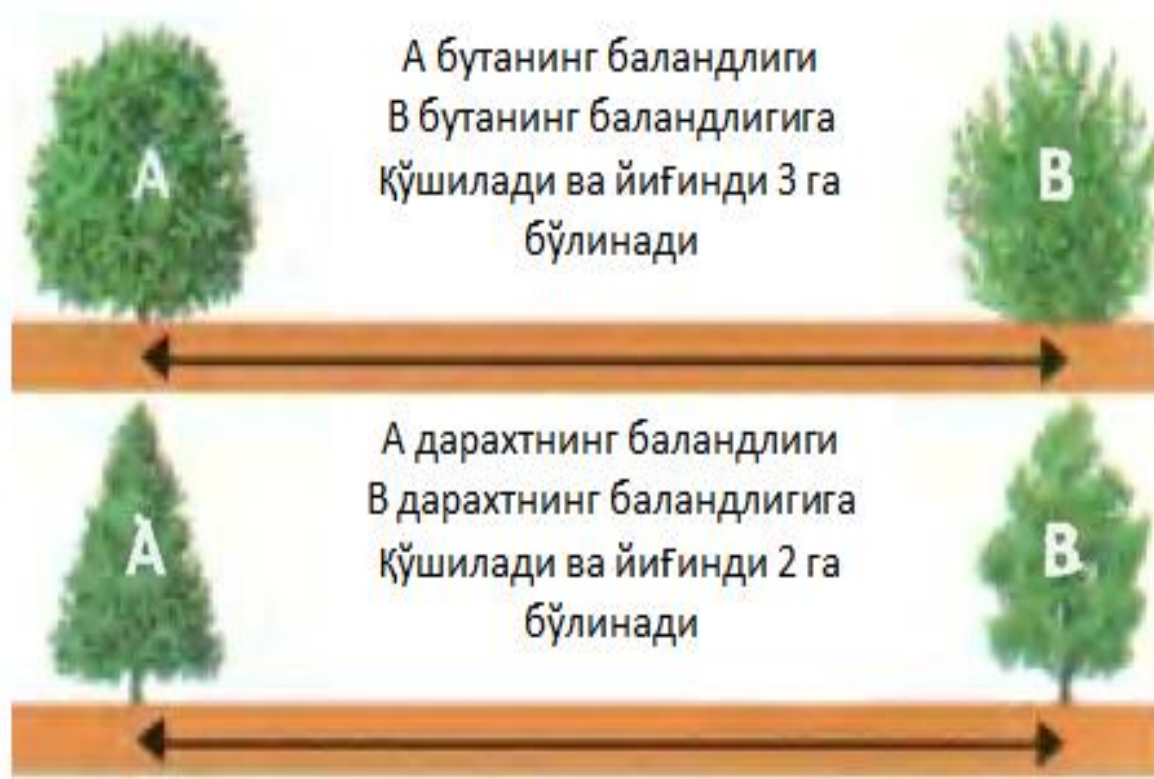 А бутанинг баландлиги
В бутанинг баландлигига
Қўшилади ва йиғинди 3 га
бўлинади
A
B
А дарахтнинг баландлиги
В дарахтнинг баландлигига
Қўшилади ва йиғинди 2 га
бўлинади
A
B